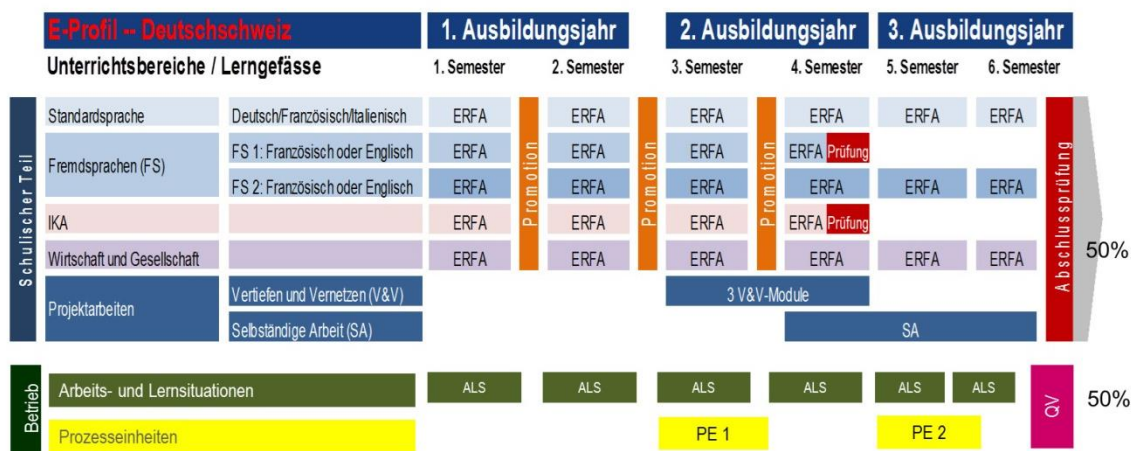 E-Profil -- Deutschschweiz 1. Ausbildungsjahr 2. Ausbildungsjahr 3. Ausbildungsjahr
Unterrichtsbereiche / Lerngefässe 1. Semester 2. Semester 3. Semester 4. Semester 5. Semester 6. Semester
Schulischer Teil
Standardsprache Deutsch/Französisch/Italienisch ERFA ERFA ERFA ERFA ERFA ERFA
Fremdsprachen (FS) FS 1: Französisch oder Englisch ERFA ERFA ERFA ERFA Prüfung
FS 2: Französisch oder Englisch ERFA ERFA ERFA ERFA ERFA ERFA
IKA ERFA ERFA ERFA ERFA Prüfung
Wirtschaft und Gesellschaft ERFA ERFA ERFA ERFA ERFA ERFA
Promotion
Promotion
Promotion
Abschlussprüfung
50%
Projektarbeiten Vertiefen und Vernetzen (V&V) 3 V&V-Module
Selbständige Arbeit (SA) SA
Betrieb
Arbeits- und Lernsituationen ALS ALS ALS ALS ALS ALS
QV
50%
Prozesseinheiten PE 1 PE 2